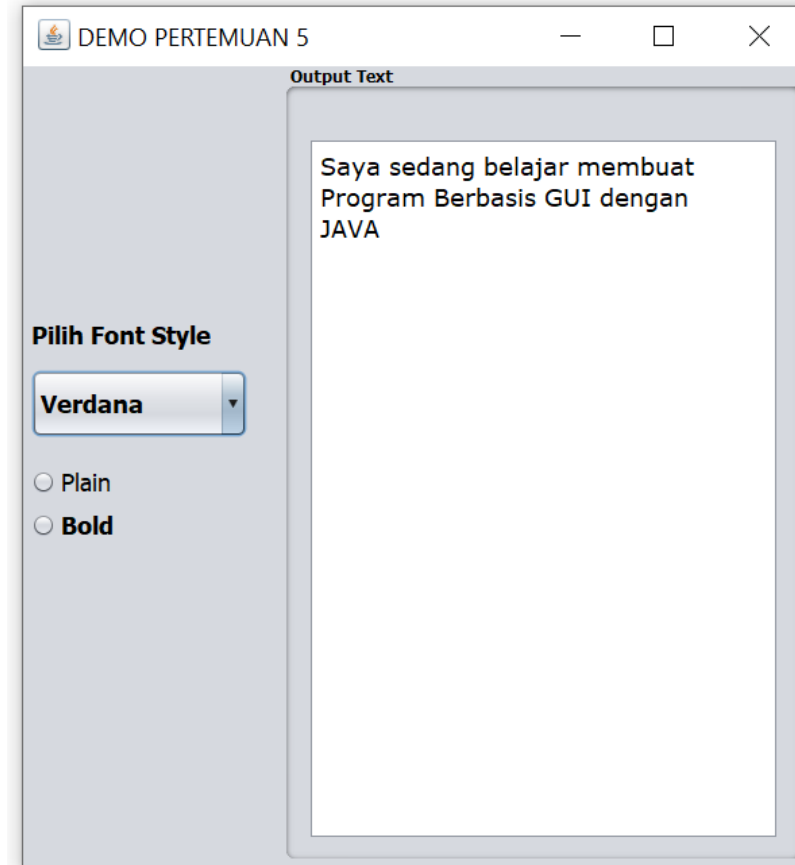 DEMO PERTEMUAN 5
Output Text
Saya sedang belajar membuat
Program Berbasis GUI dengan
JAVA
Pilih Font Style
Verdana
Plain
Bold